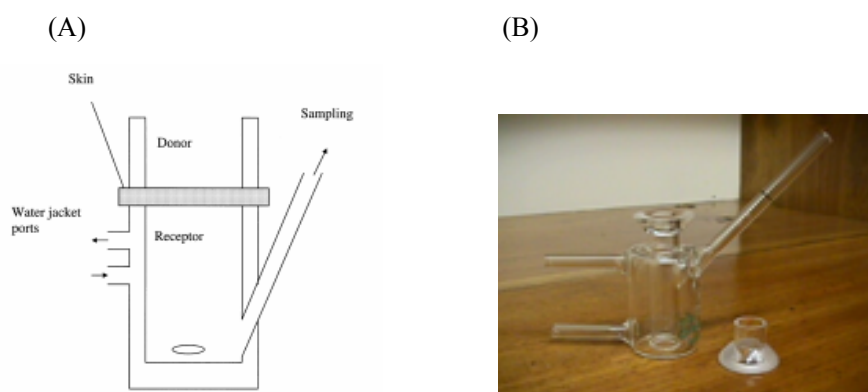 (A)
(B)
Skin
Sampling
Donor
Water jacket
ports
Receptor